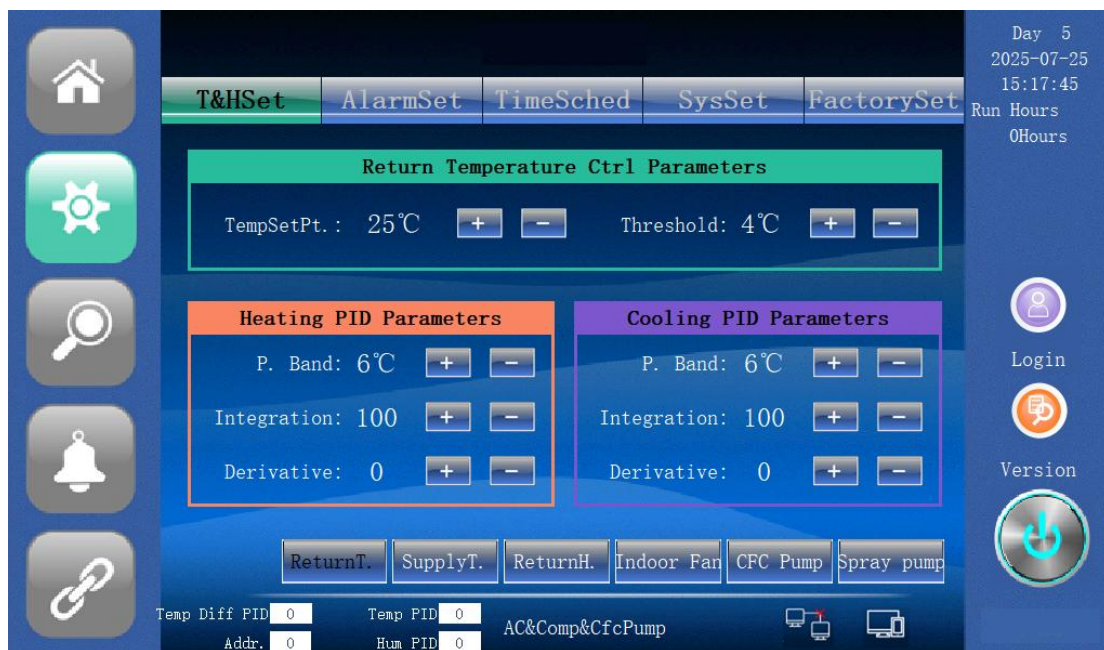 Day 5
2025-07-25
15:17:45
Run Hours
0Hours
T&HSet AlarmSet TimeSched SysSet FactorySet
Return Temperature Ctrl Parameters
TempSetPt.: 25℃ + − Threshold: 4℃ + −
Heating PID Parameters
P. Band: 6℃ + −
Integration: 100 + −
Derivative: 0 + −
Cooling PID Parameters
P. Band: 6℃ + −
Integration: 100 + −
Derivative: 0 + −
Login
Version
ReturnT. SupplyT. ReturnH. Indoor Fan CFC Pump Spray pump
Temp Diff PID 0 Temp PID 0
AC&Comp&CfcPump
Addr. 0 Hum PID 0